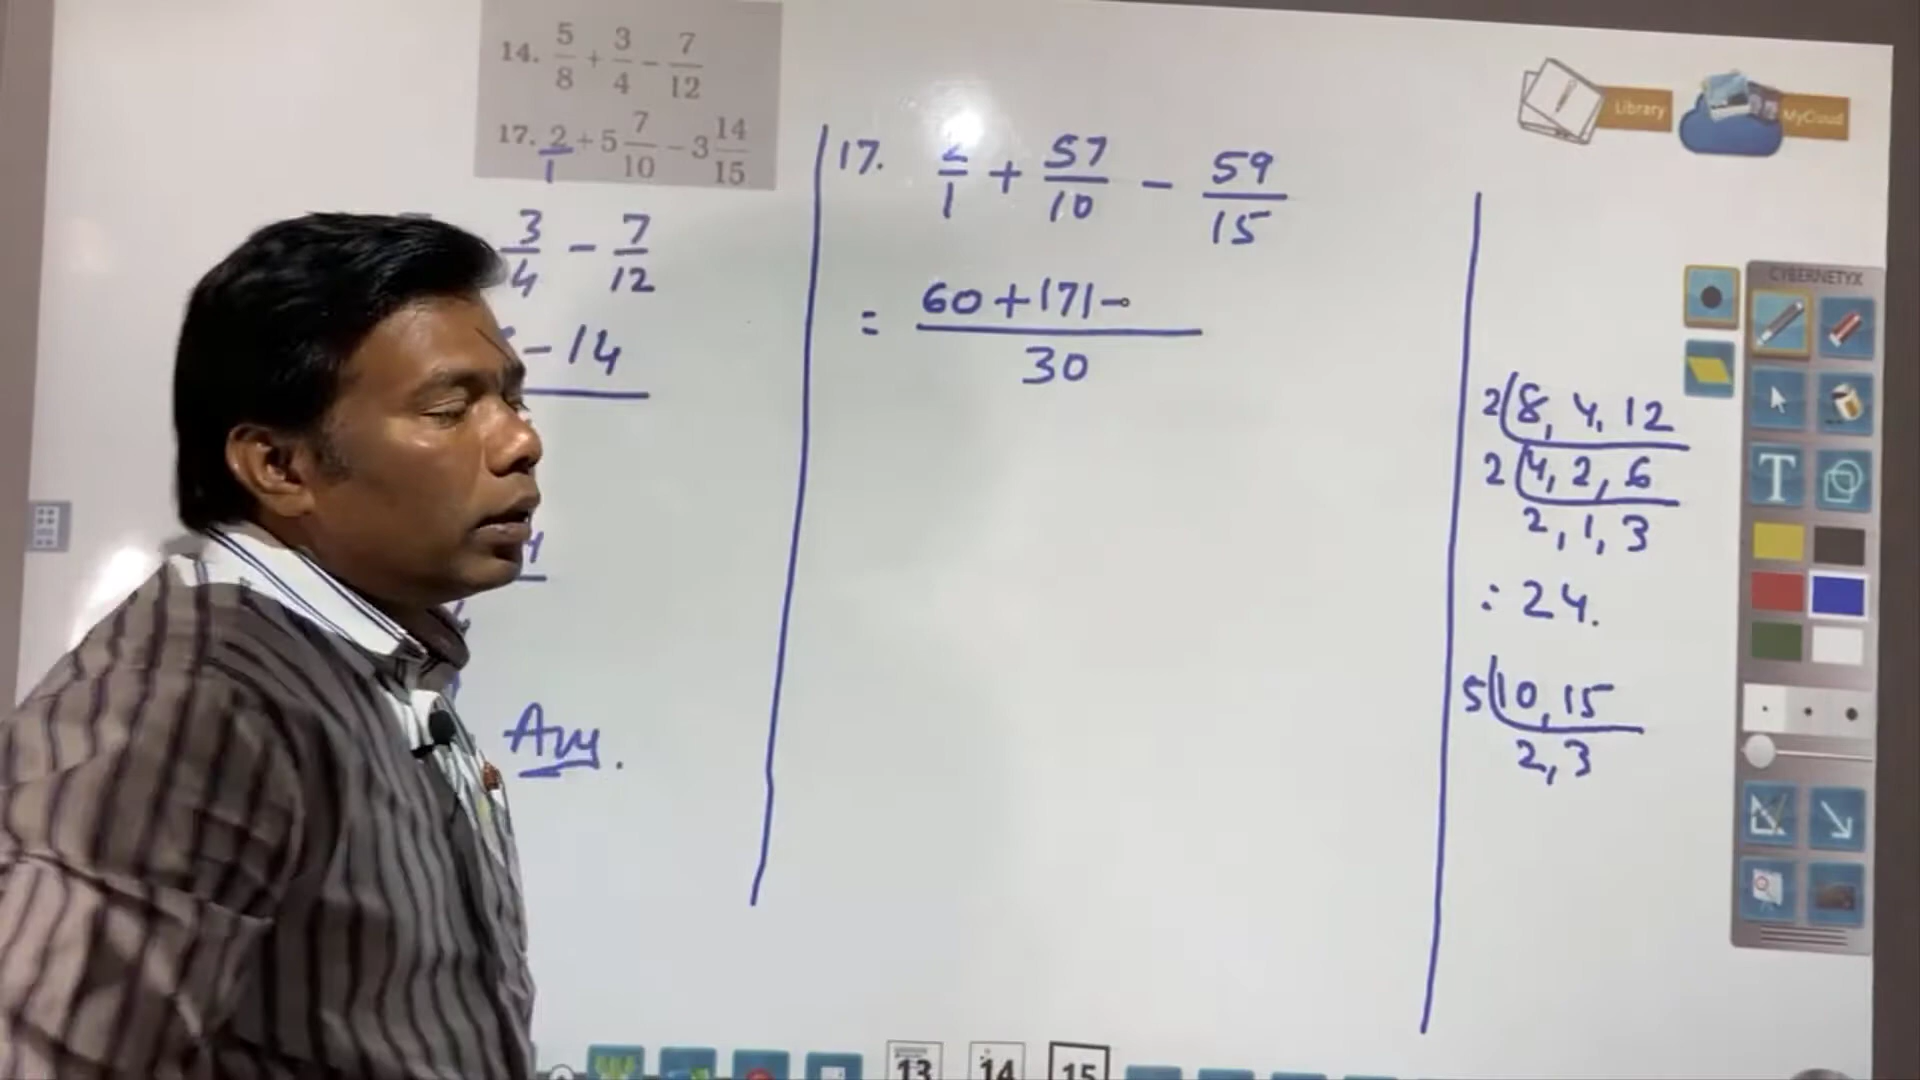 14. 5/8 + 3/4 - 7/12
17. 2/1 + 5 7/10 - 3 14/15
3/4 - 7/12
- 14
Ans.
17. 2/1 + 57/10 - 59/15
= 60 + 171 - / 30
2 8, 4, 12
2 4, 2, 6
2, 1, 3
: 24.
5 10, 15
2, 3
Library
MyCloud
CYBERNETYX
T
13 14 15